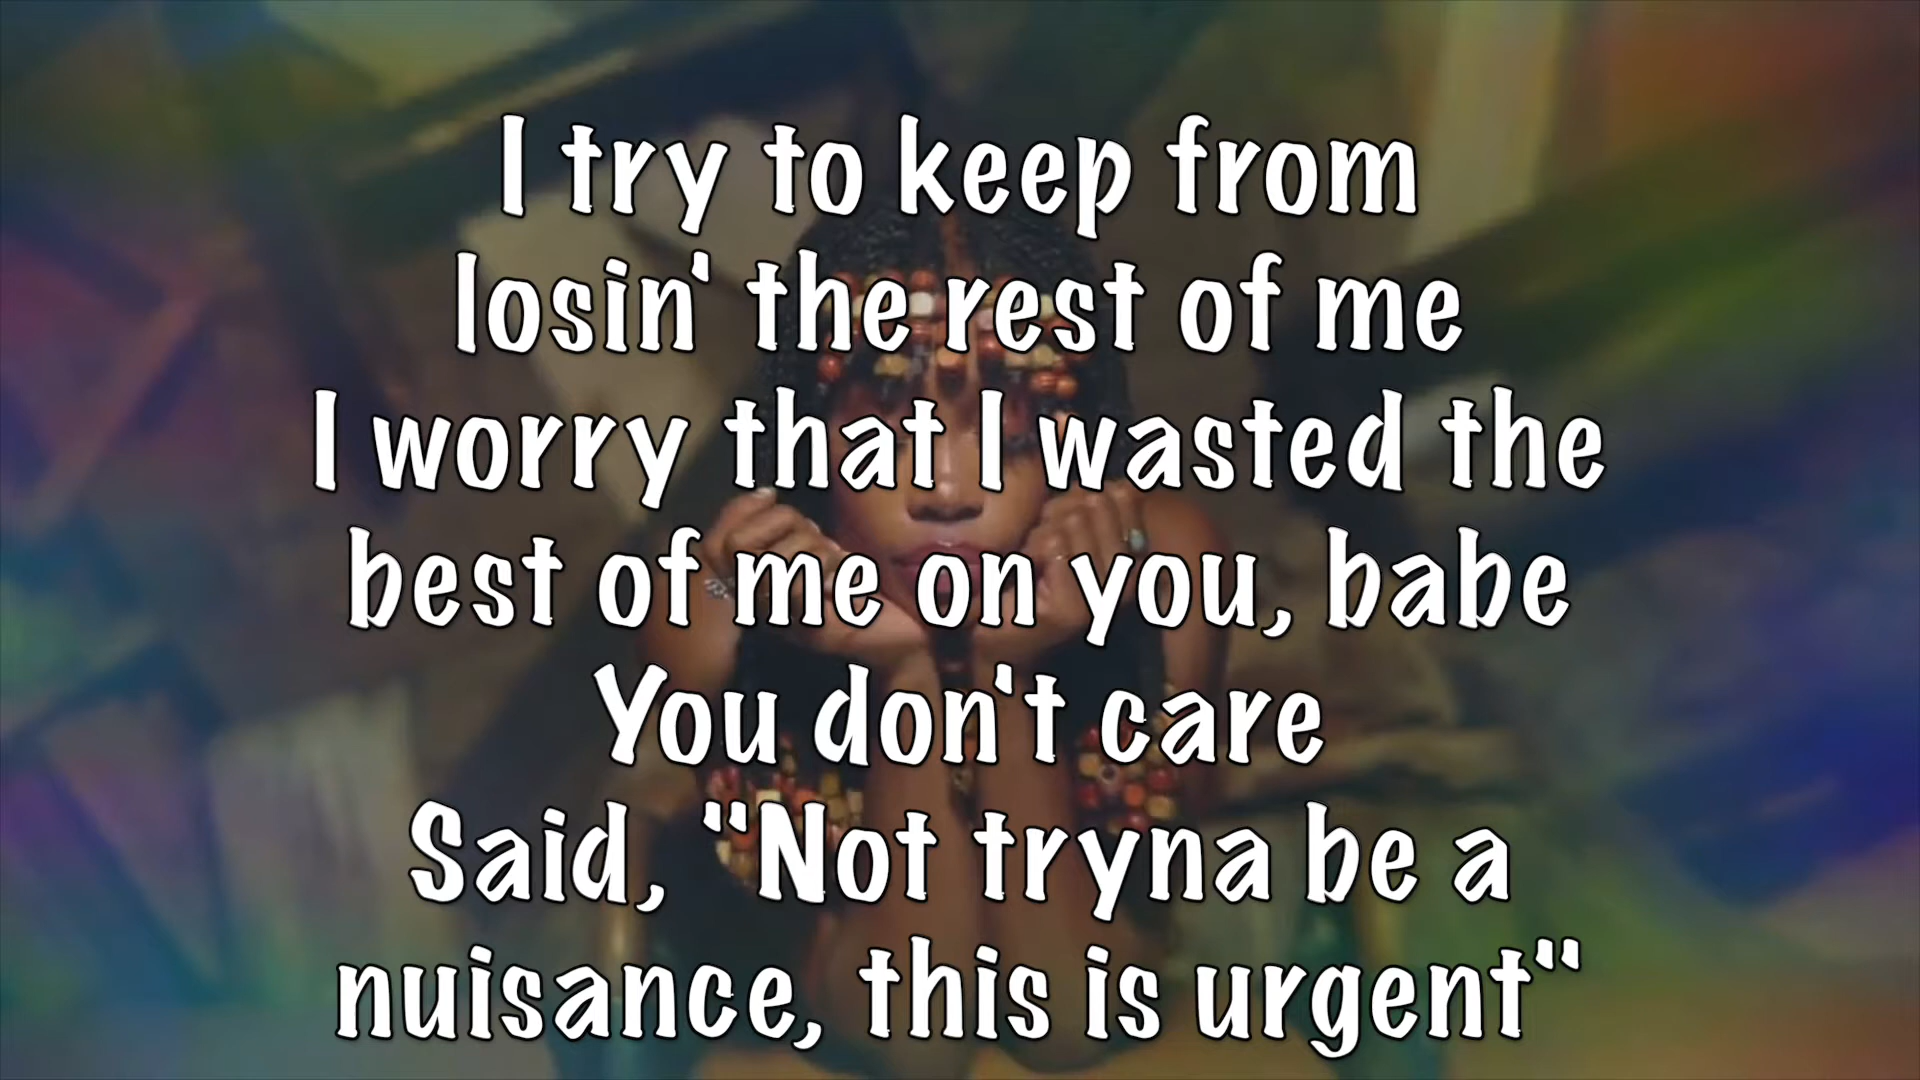 I try to keep from
losin' the rest of me
I worry that I wasted the
best of me on you, babe
You don't care
Said, "Not tryna be a
nuisance, this is urgent"